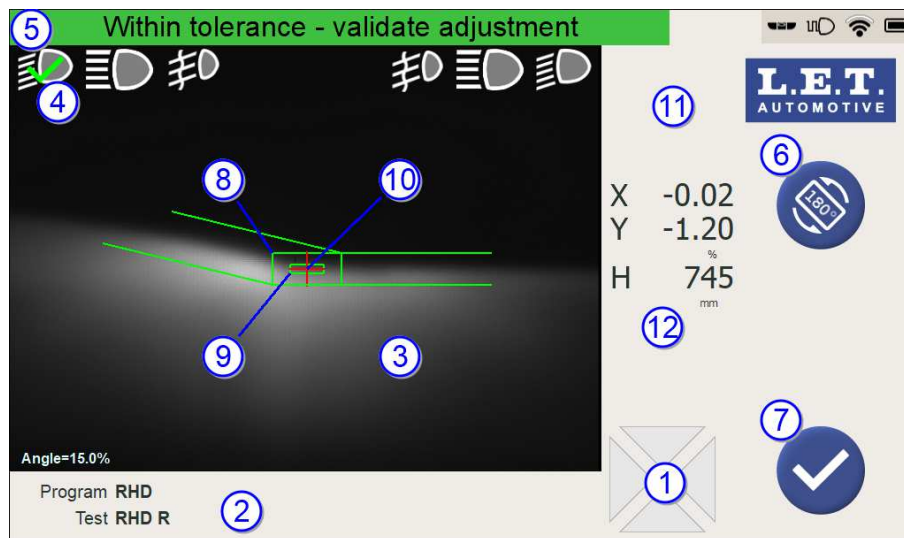 Within tolerance - validate adjustment
5
4
11
L.E.T.
AUTOMOTIVE
6
180°
8
10
X -0.02
Y -1.20
%
H 745
mm
9
3
12
7
Angle=15.0%
1
Program RHD
2
Test RHD R